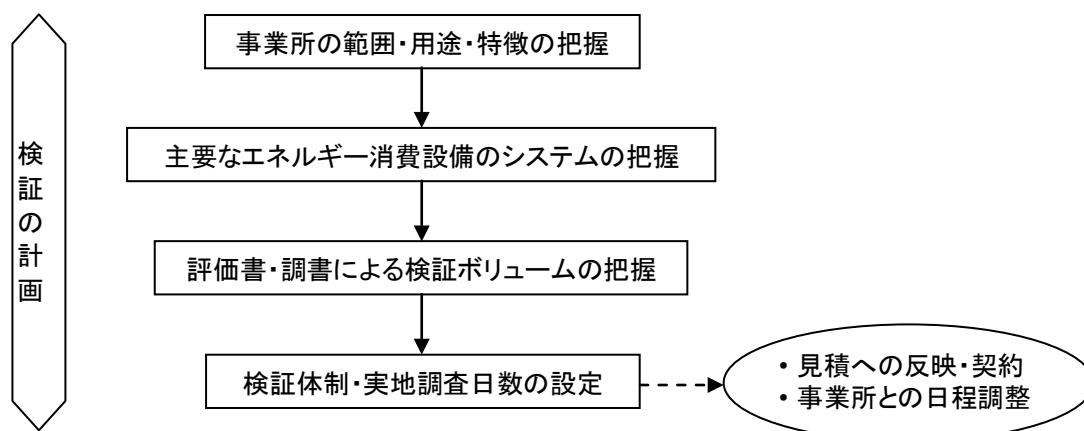 事業所の範囲・用途・特徴の把握
検証の計画
主要なエネルギー消費設備のシステムの把握
評価書・調書による検証ボリュームの把握
検証体制・実地調査日数の設定
・見積への反映・契約
・事業所との日程調整